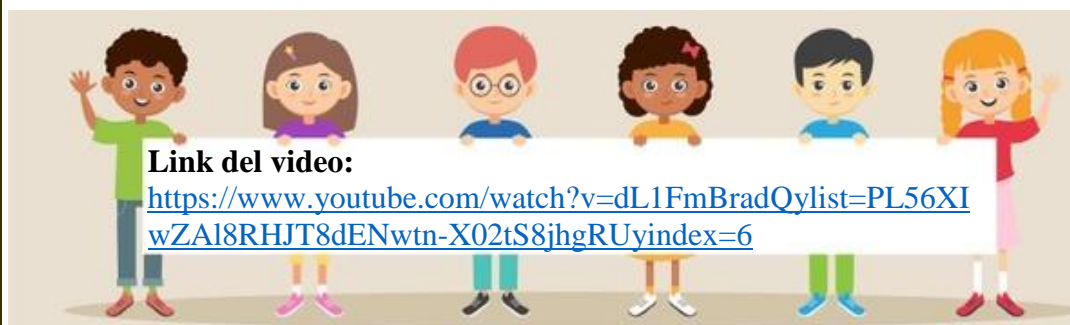 Link del video:
https://www.youtube.com/watch?v=dL1FmBradQylist=PL56XI
wZAl8RHJT8dENwtn-X02tS8jhgRUyindex=6